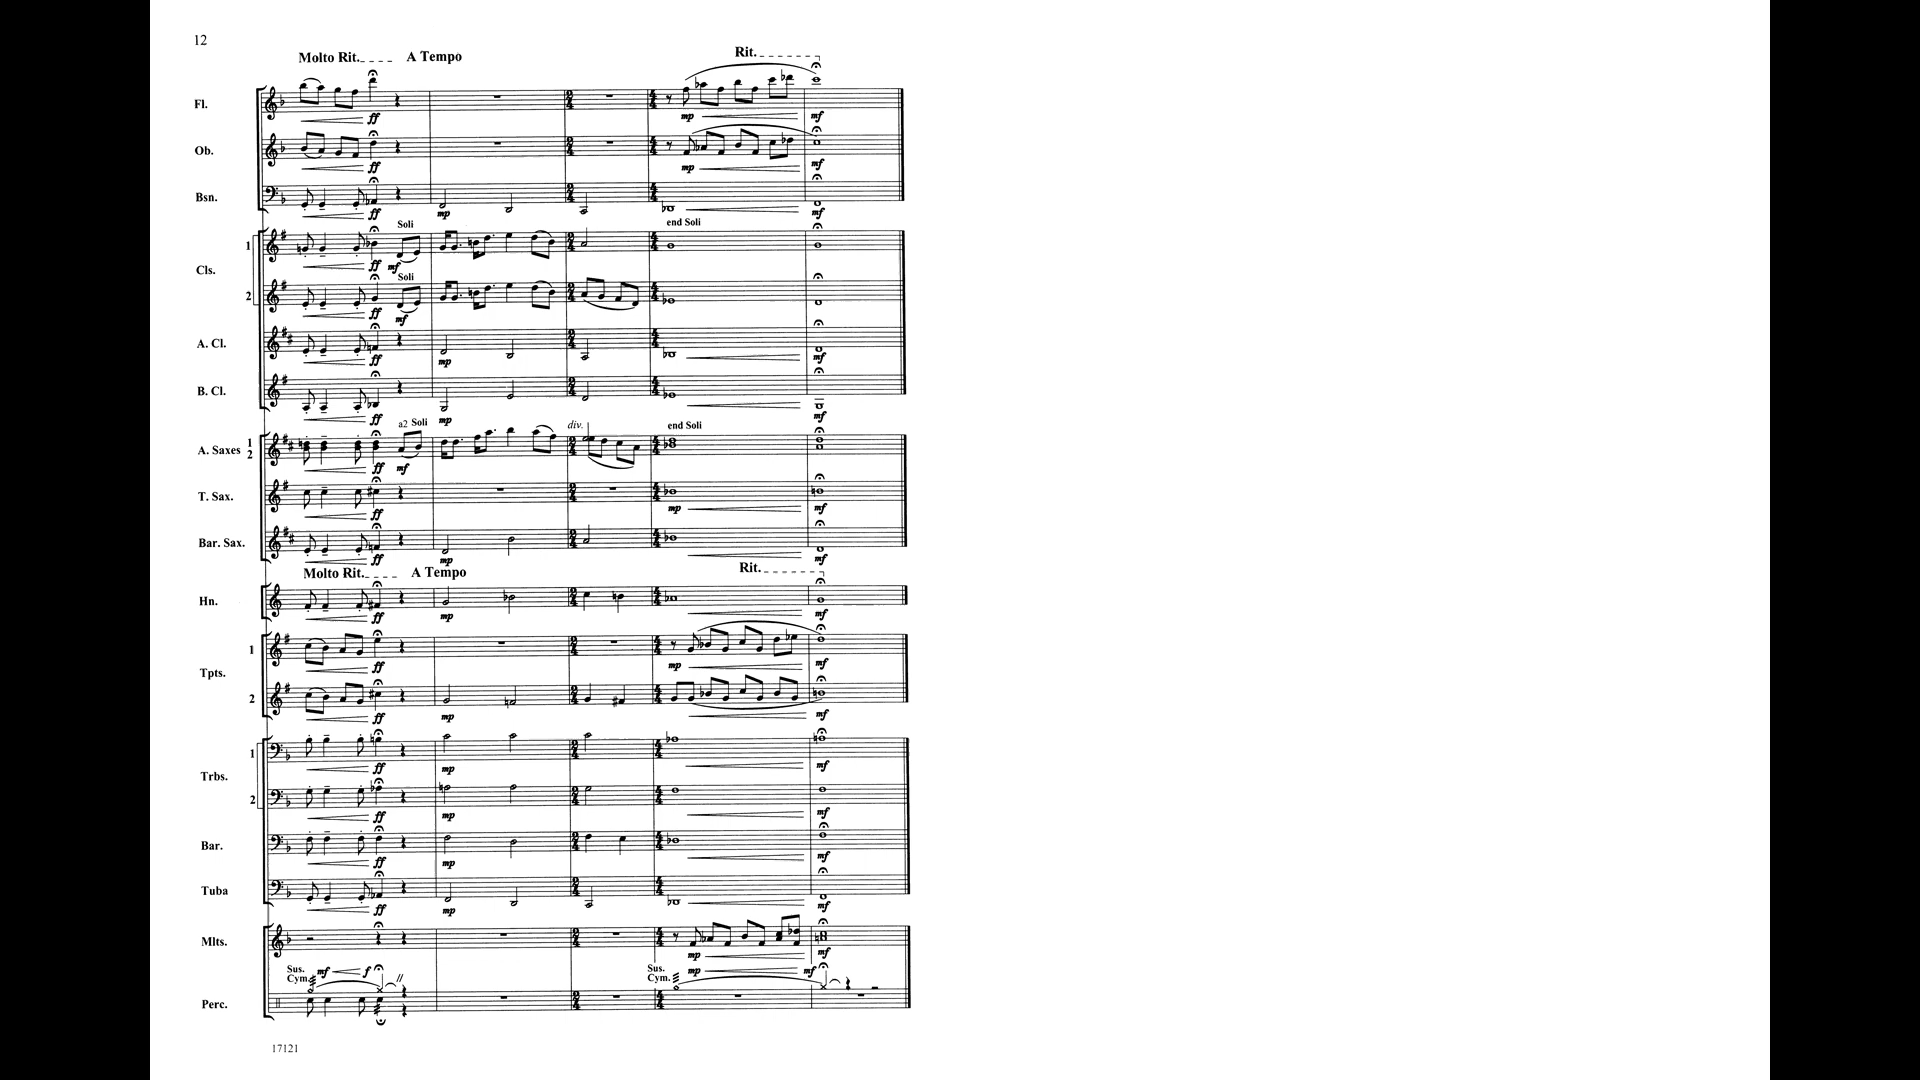 12
Molto Rit. A Tempo Rit.
Fl.
ff mp mf
Ob.
ff mp mf
Bsn.
ff mp mf
Soli end Soli
1
ff mf
Cls.
Soli
2
ff mf
A. Cl.
ff mp mf
B. Cl.
ff mp mf
a2 Soli div. end Soli
A. Saxes 1 2
ff mf
T. Sax.
ff mp mf
Bar. Sax.
ff mp mf
Molto Rit. A Tempo Rit.
Hn.
ff mp mf
1
ff mp mf
Tpts.
2
ff mp mf
1
ff mp mf
Trbs.
2
ff mp mf
Bar.
ff mp mf
Tuba
ff mp mf
Mlts.
mp mf
Sus. Cym. mf f Sus. Cym. mp mf
Perc.
17121